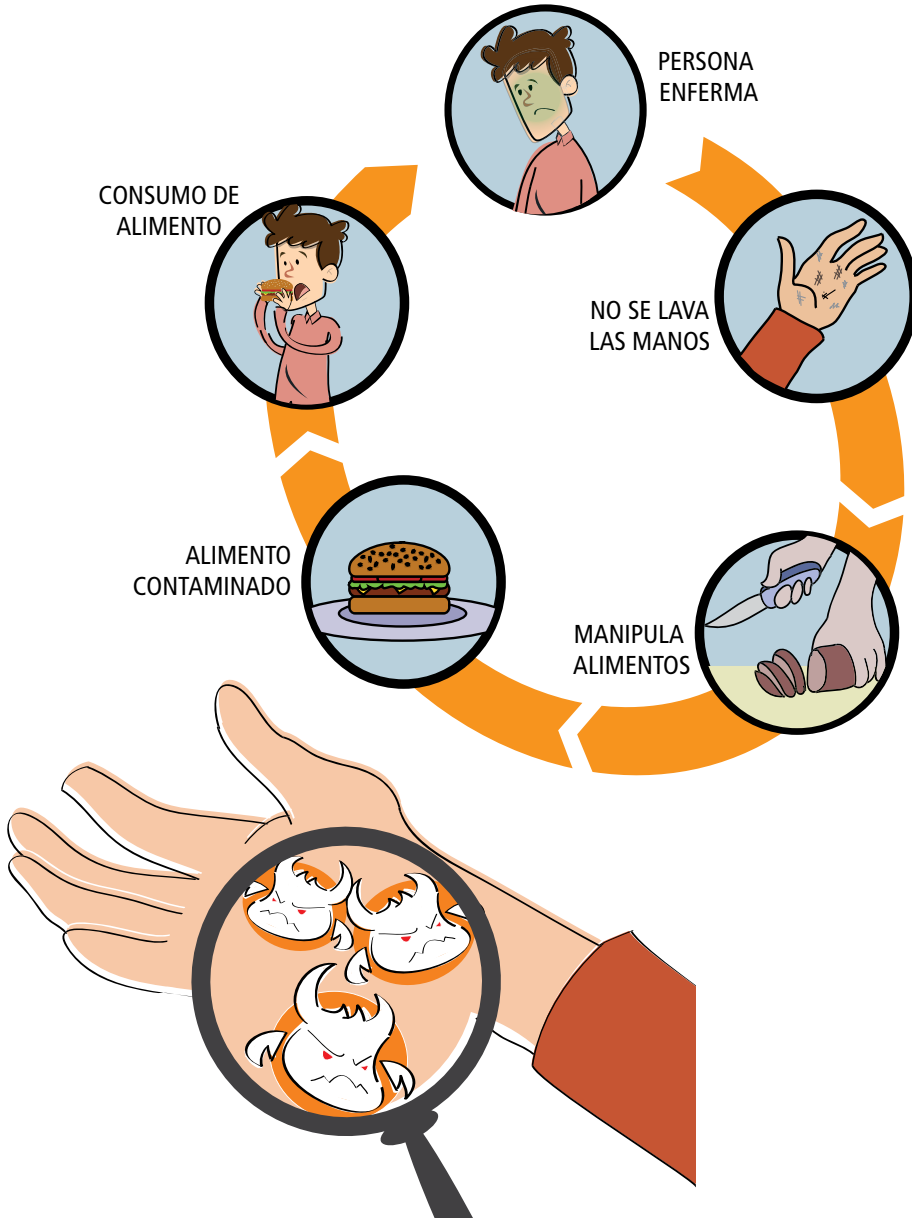 PERSONA
ENFERMA
NO SE LAVA
LAS MANOS
MANIPULA
ALIMENTOS
ALIMENTO
CONTAMINADO
CONSUMO DE
ALIMENTO